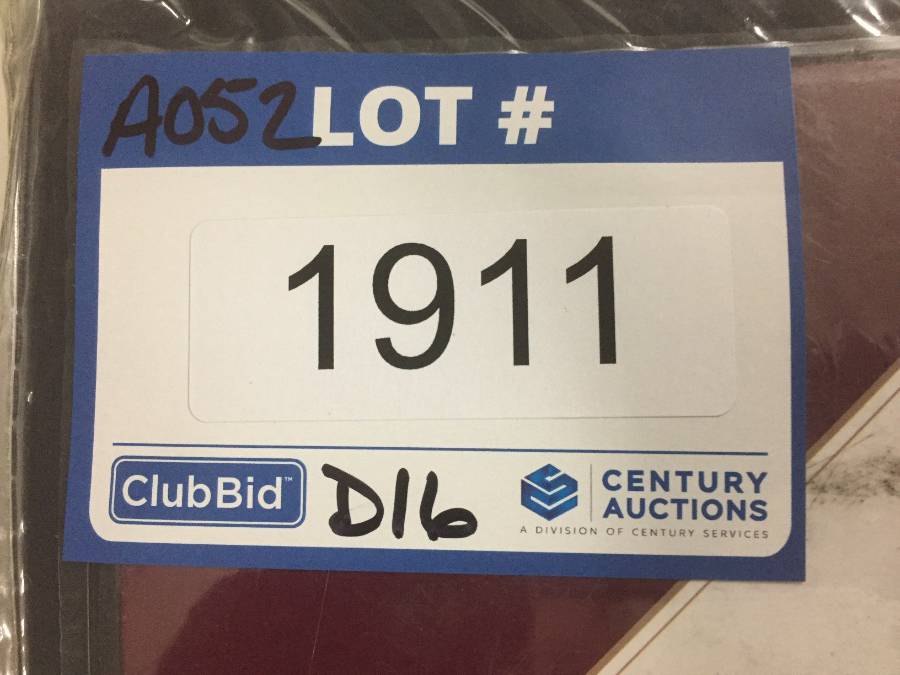 A052 LOT #
1911
ClubBid™ D16 CENTURY AUCTIONS
A DIVISION OF CENTURY SERVICES